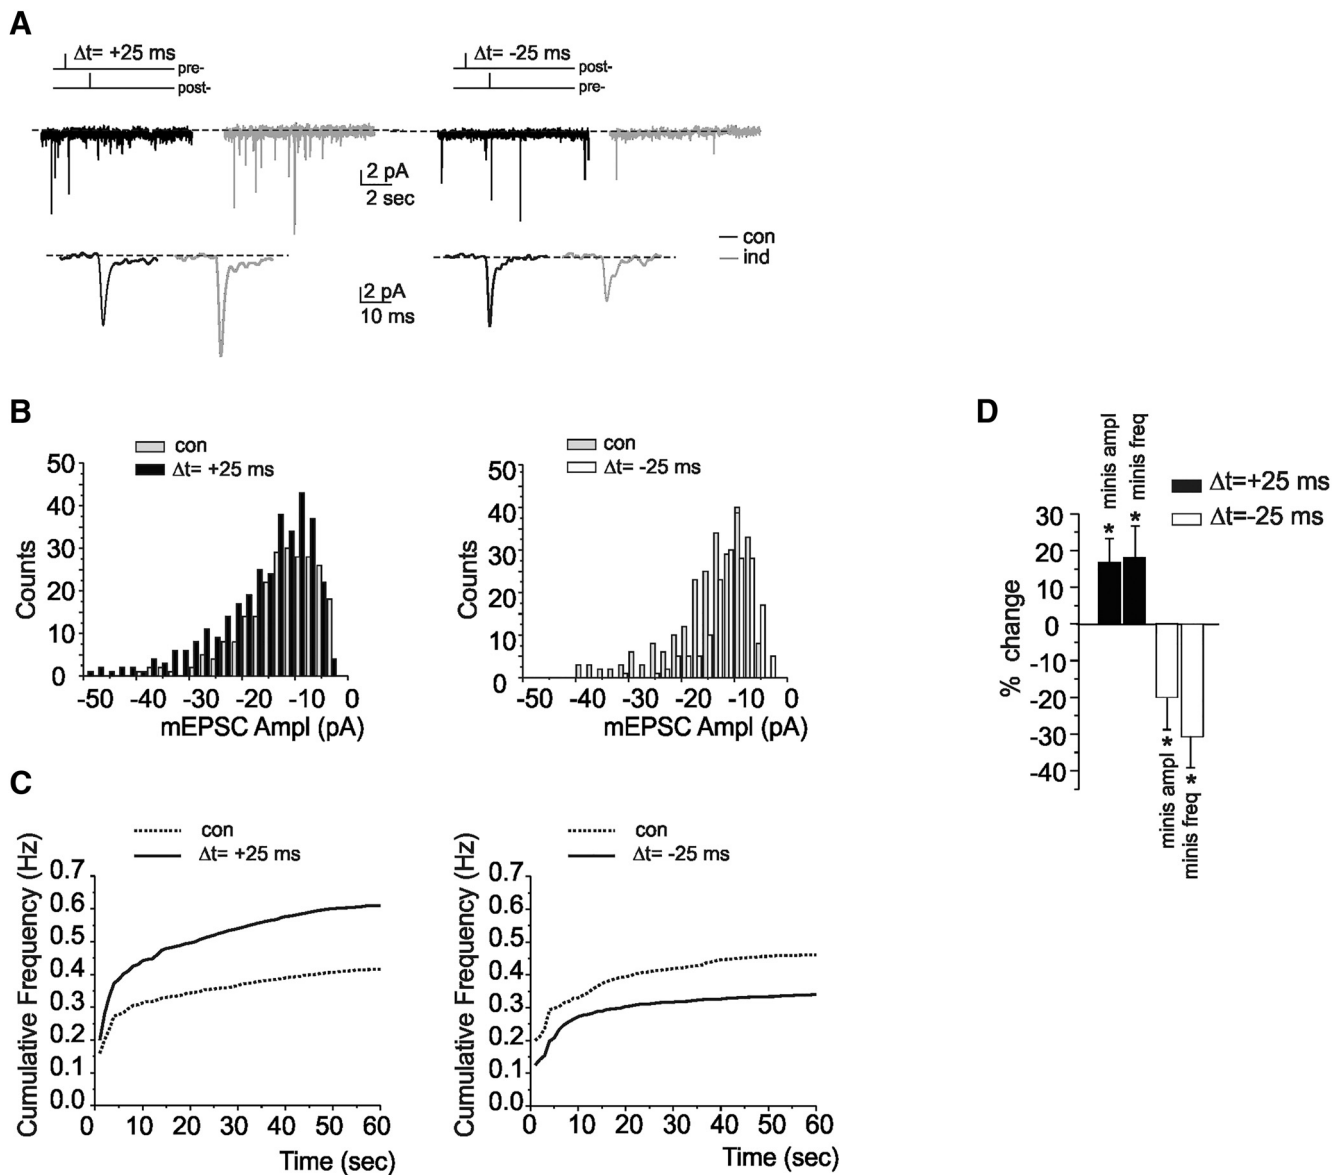 A
Δt= +25 ms
pre-
post-
Δt= -25 ms
post-
pre-
2 pA
2 sec
con
ind
2 pA
10 ms
B
con
Δt= +25 ms
50
40
30
20
10
0
Counts
-50 -40 -30 -20 -10 0
mEPSC Ampl (pA)
con
Δt= -25 ms
50
40
30
20
10
0
Counts
-50 -40 -30 -20 -10 0
mEPSC Ampl (pA)
D
* minis ampl
* minis freq
Δt=+25 ms
Δt=-25 ms
30
20
10
0
-10
-20
-30
-40
% change
minis ampl *
minis freq *
C
con
Δt= +25 ms
0.7
0.6
0.5
0.4
0.3
0.2
0.1
0.0
Cumulative Frequency (Hz)
0 10 20 30 40 50 60
Time (sec)
con
Δt= -25 ms
0.7
0.6
0.5
0.4
0.3
0.2
0.1
0.0
Cumulative Frequency (Hz)
0 10 20 30 40 50 60
Time (sec)